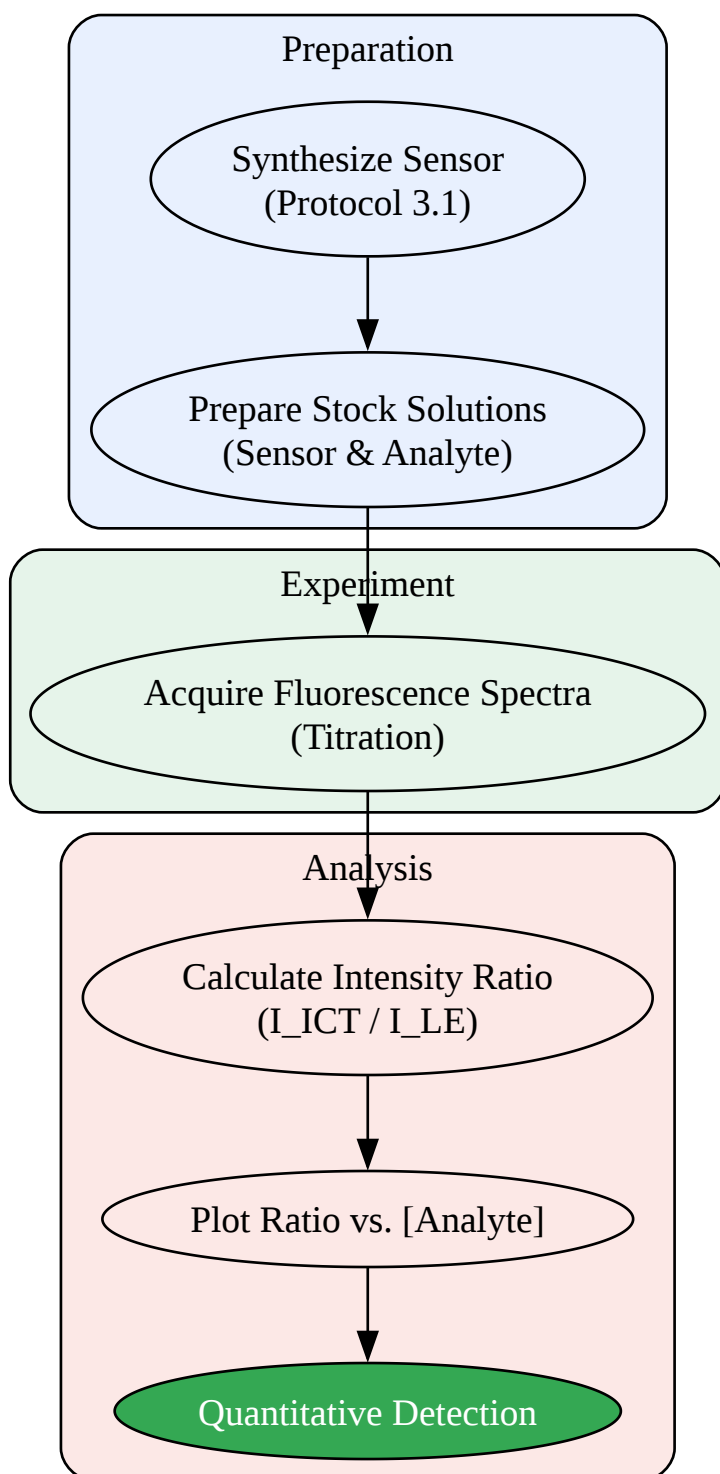 Preparation
Synthesize Sensor
(Protocol 3.1)
Prepare Stock Solutions
(Sensor & Analyte)
Experiment
Acquire Fluorescence Spectra
(Titration)
Analysis
Calculate Intensity Ratio
(I_ICT / I_LE)
Plot Ratio vs. [Analyte]
Quantitative Detection